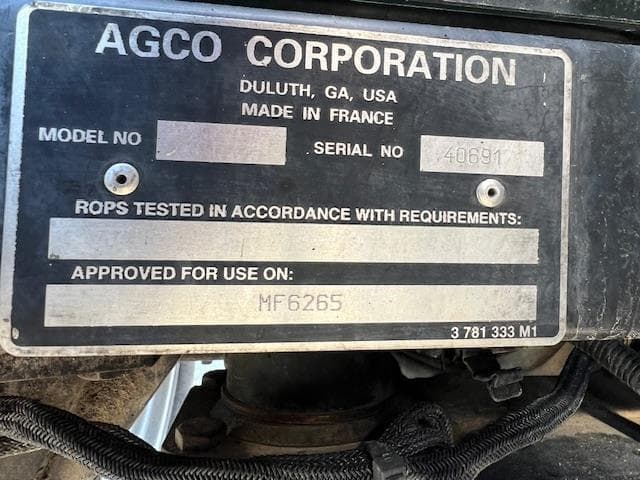 AGCO CORPORATION
DULUTH, GA, USA
MADE IN FRANCE
MODEL NO SERIAL NO 40691
ROPS TESTED IN ACCORDANCE WITH REQUIREMENTS:
APPROVED FOR USE ON:
MF6265
3 781 333 M1